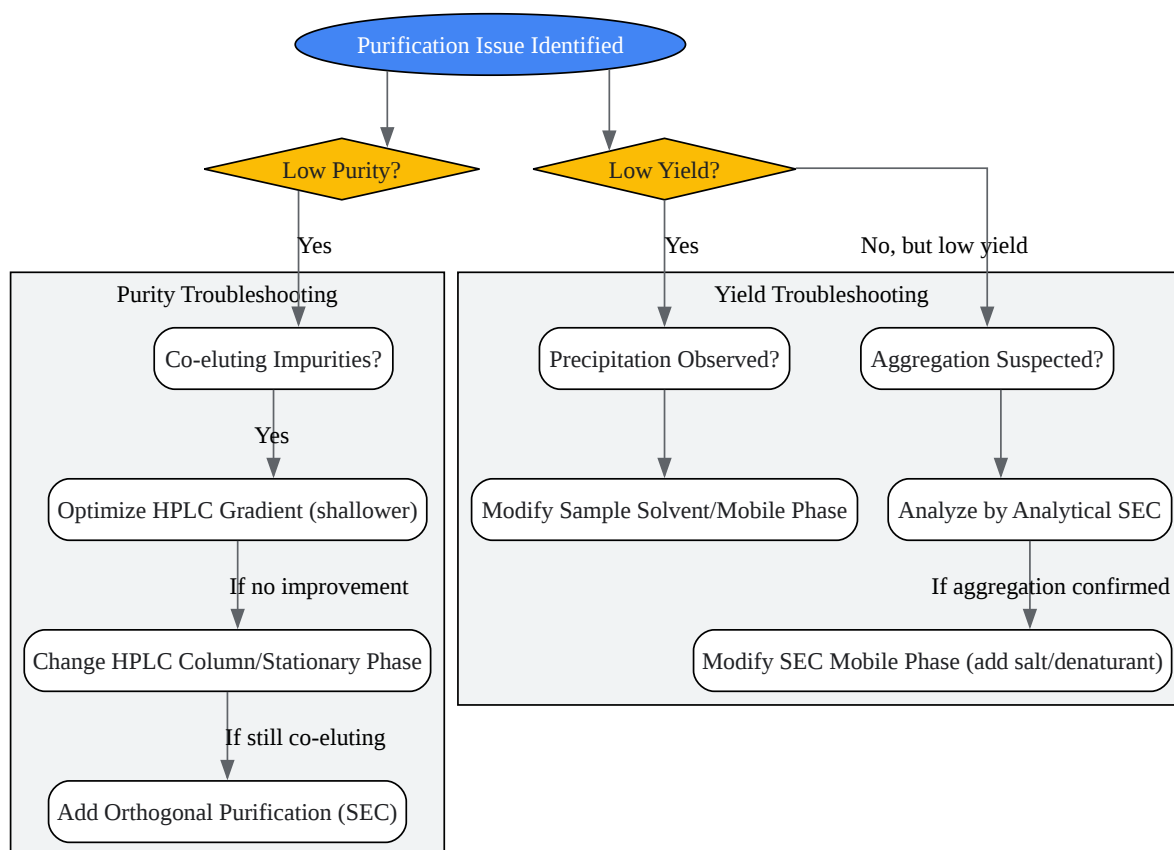 Purification Issue Identified
Low Purity?
Low Yield?
Yes
Yes
No, but low yield
Purity Troubleshooting
Yield Troubleshooting
Co-eluting Impurities?
Precipitation Observed?
Aggregation Suspected?
Yes
Optimize HPLC Gradient (shallower)
Modify Sample Solvent/Mobile Phase
Analyze by Analytical SEC
If no improvement
If aggregation confirmed
Change HPLC Column/Stationary Phase
Modify SEC Mobile Phase (add salt/denaturant)
If still co-eluting
Add Orthogonal Purification (SEC)